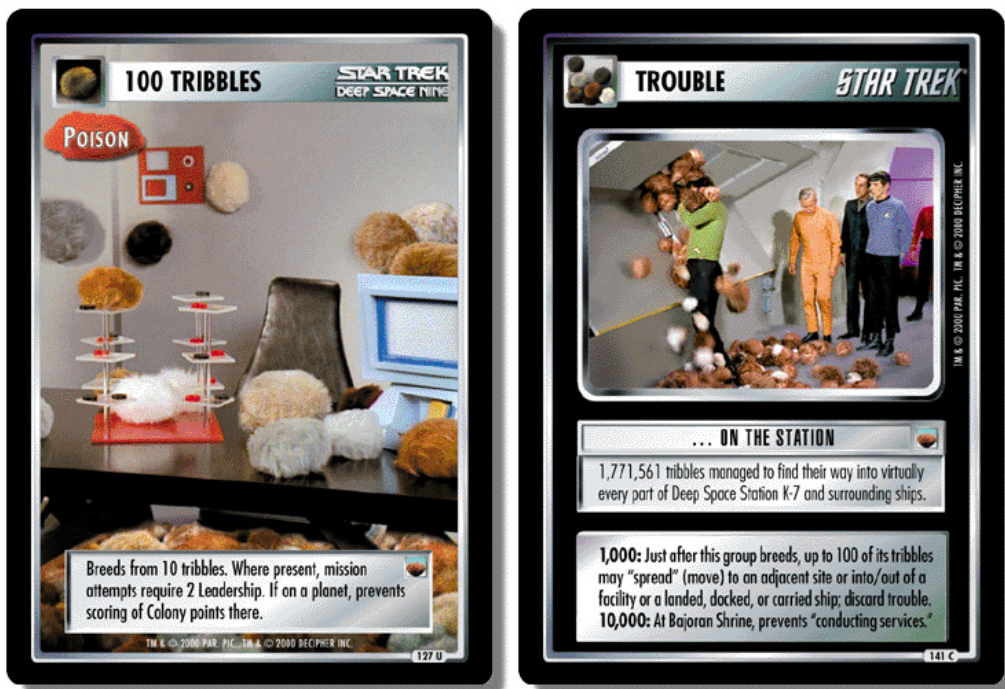 100 TRIBBLES
STAR TREK
DEEP SPACE NINE
POISON
Breeds from 10 tribbles. Where present, mission
attempts require 2 Leadership. If on a planet, prevents
scoring of Colony points there.
TM & © 2000 PAR. PIC. TM & © 2000 DECIPHER INC.
127 U
TROUBLE
STAR TREK®
TM & © 2000 PAR. PIC. TM & © 2000 DECIPHER INC.
... ON THE STATION
1,771,561 tribbles managed to find their way into virtually
every part of Deep Space Station K-7 and surrounding ships.
1,000: Just after this group breeds, up to 100 of its tribbles
may “spread” (move) to an adjacent site or into/out of a
facility or a landed, docked, or carried ship; discard trouble.
10,000: At Bajoran Shrine, prevents “conducting services.”
141 C